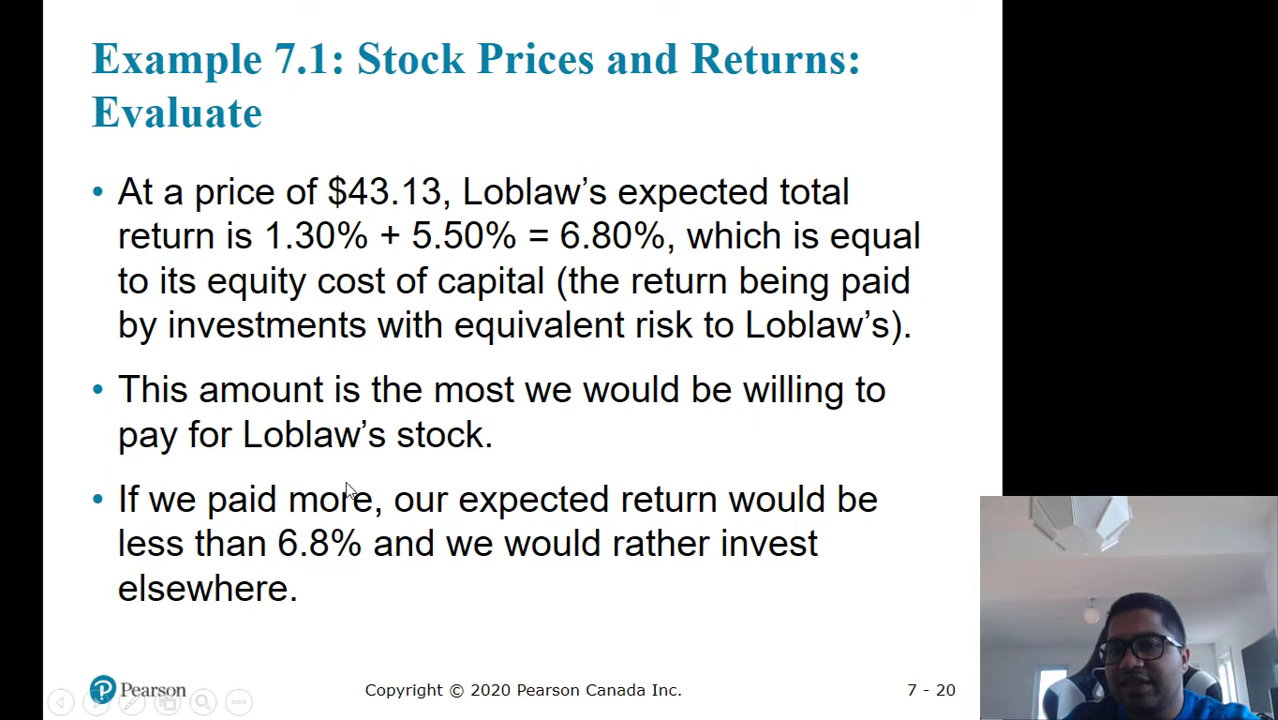 Example 7.1: Stock Prices and Returns:
Evaluate
• At a price of $43.13, Loblaw’s expected total
return is 1.30% + 5.50% = 6.80%, which is equal
to its equity cost of capital (the return being paid
by investments with equivalent risk to Loblaw’s).
• This amount is the most we would be willing to
pay for Loblaw’s stock.
• If we paid more, our expected return would be
less than 6.8% and we would rather invest
elsewhere.
P Pearson
Copyright © 2020 Pearson Canada Inc.
7 - 20